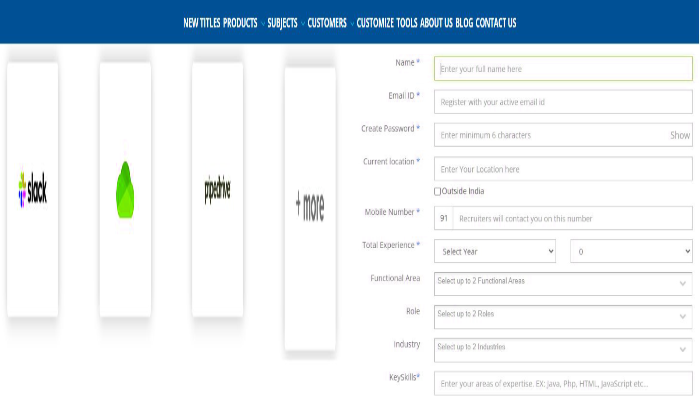 NEW TITLES PRODUCTS SUBJECTS CUSTOMERS CUSTOMIZE TOOLS ABOUT US BLOG CONTACT US
slack
pipedrive
+ more
Name *
Enter your full name here
Email ID *
Register with your active email id
Create Password *
Enter minimum 6 characters
Show
Current location *
Enter Your Location here
Outside India
Mobile Number *
91 Recruiters will contact you on this number
Total Experience *
Select Year
0
Functional Area
Select up to 2 Functional Areas
Role
Select up to 2 Roles
Industry
Select up to 2 Industries
KeySkills*
Enter your areas of expertise. EX: Java, Php, HTML, JavaScript etc...